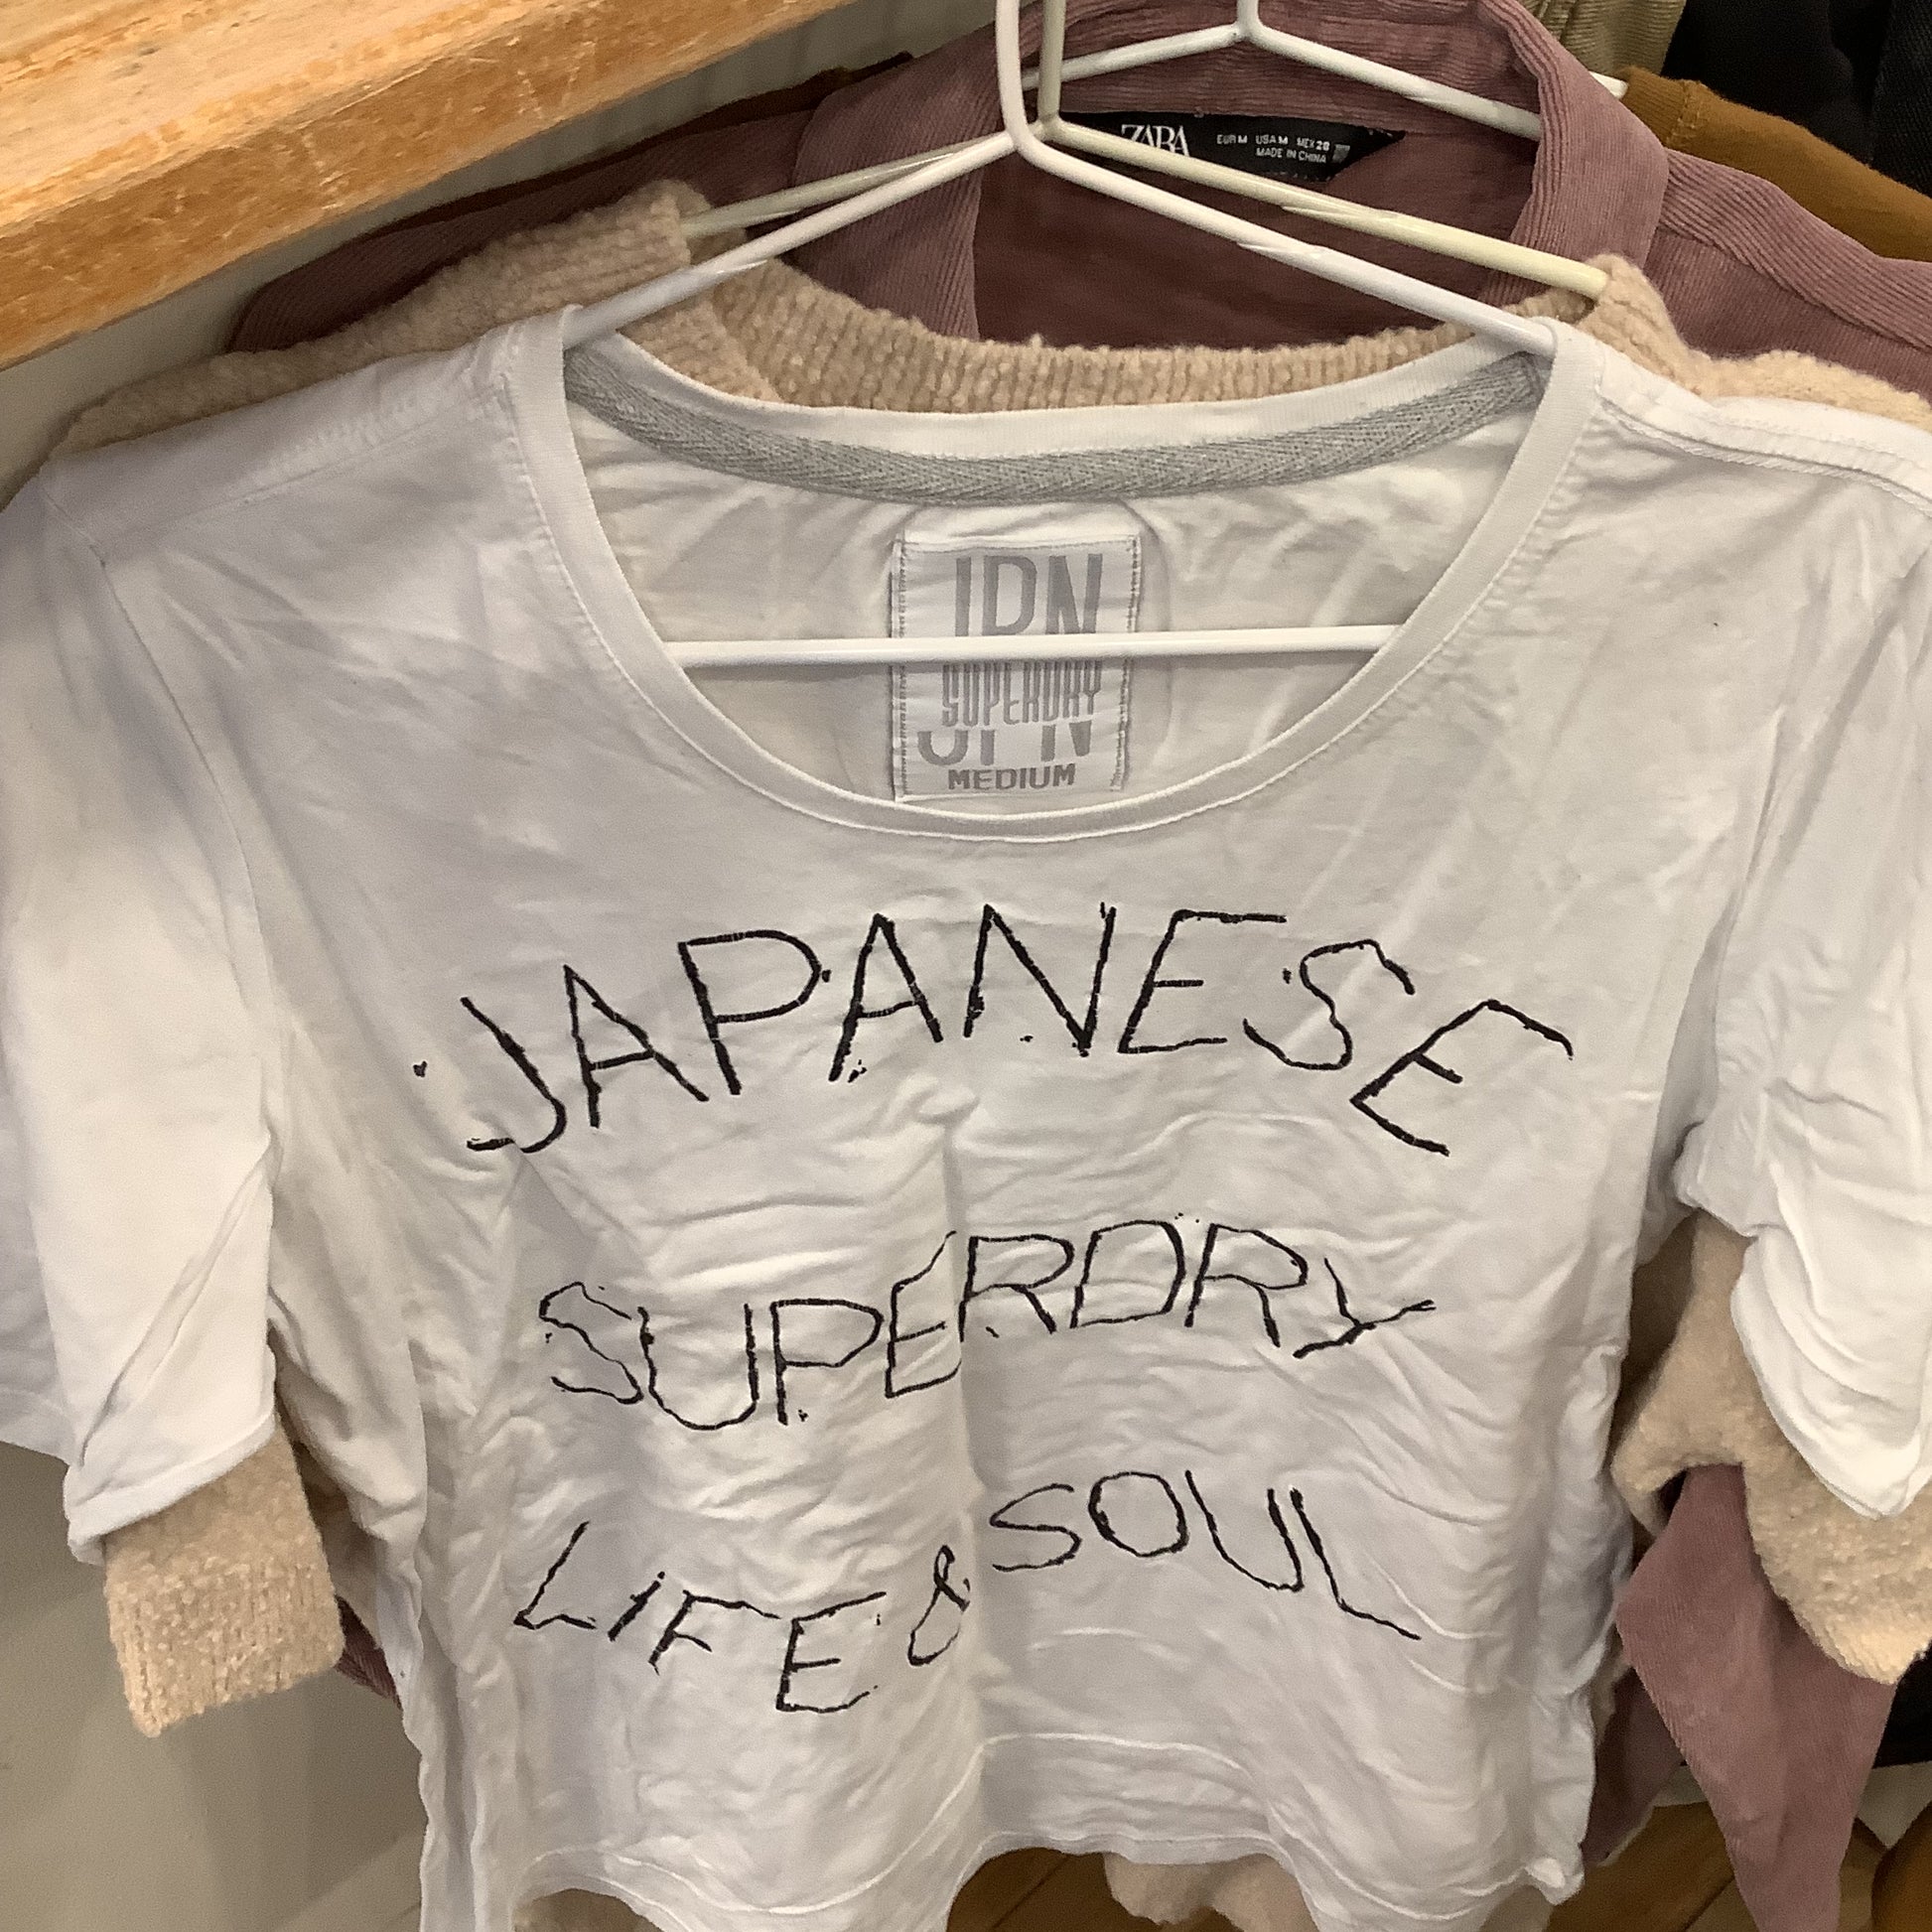 ZARA
EUR M USA M MEX 28
MADE IN CHINA
JPN
SUPERDRY
JPN
MEDIUM
JAPANESE
SUPERDRY
LIFE & SOUL